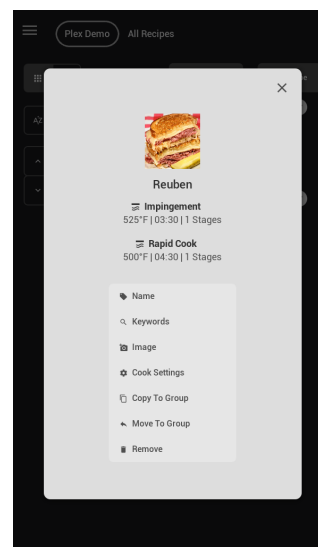 Plex Demo
All Recipes
AZ
Reuben
Impingement
525°F | 03:30 | 1 Stages
Rapid Cook
500°F | 04:30 | 1 Stages
Name
Keywords
Image
Cook Settings
Copy To Group
Move To Group
Remove